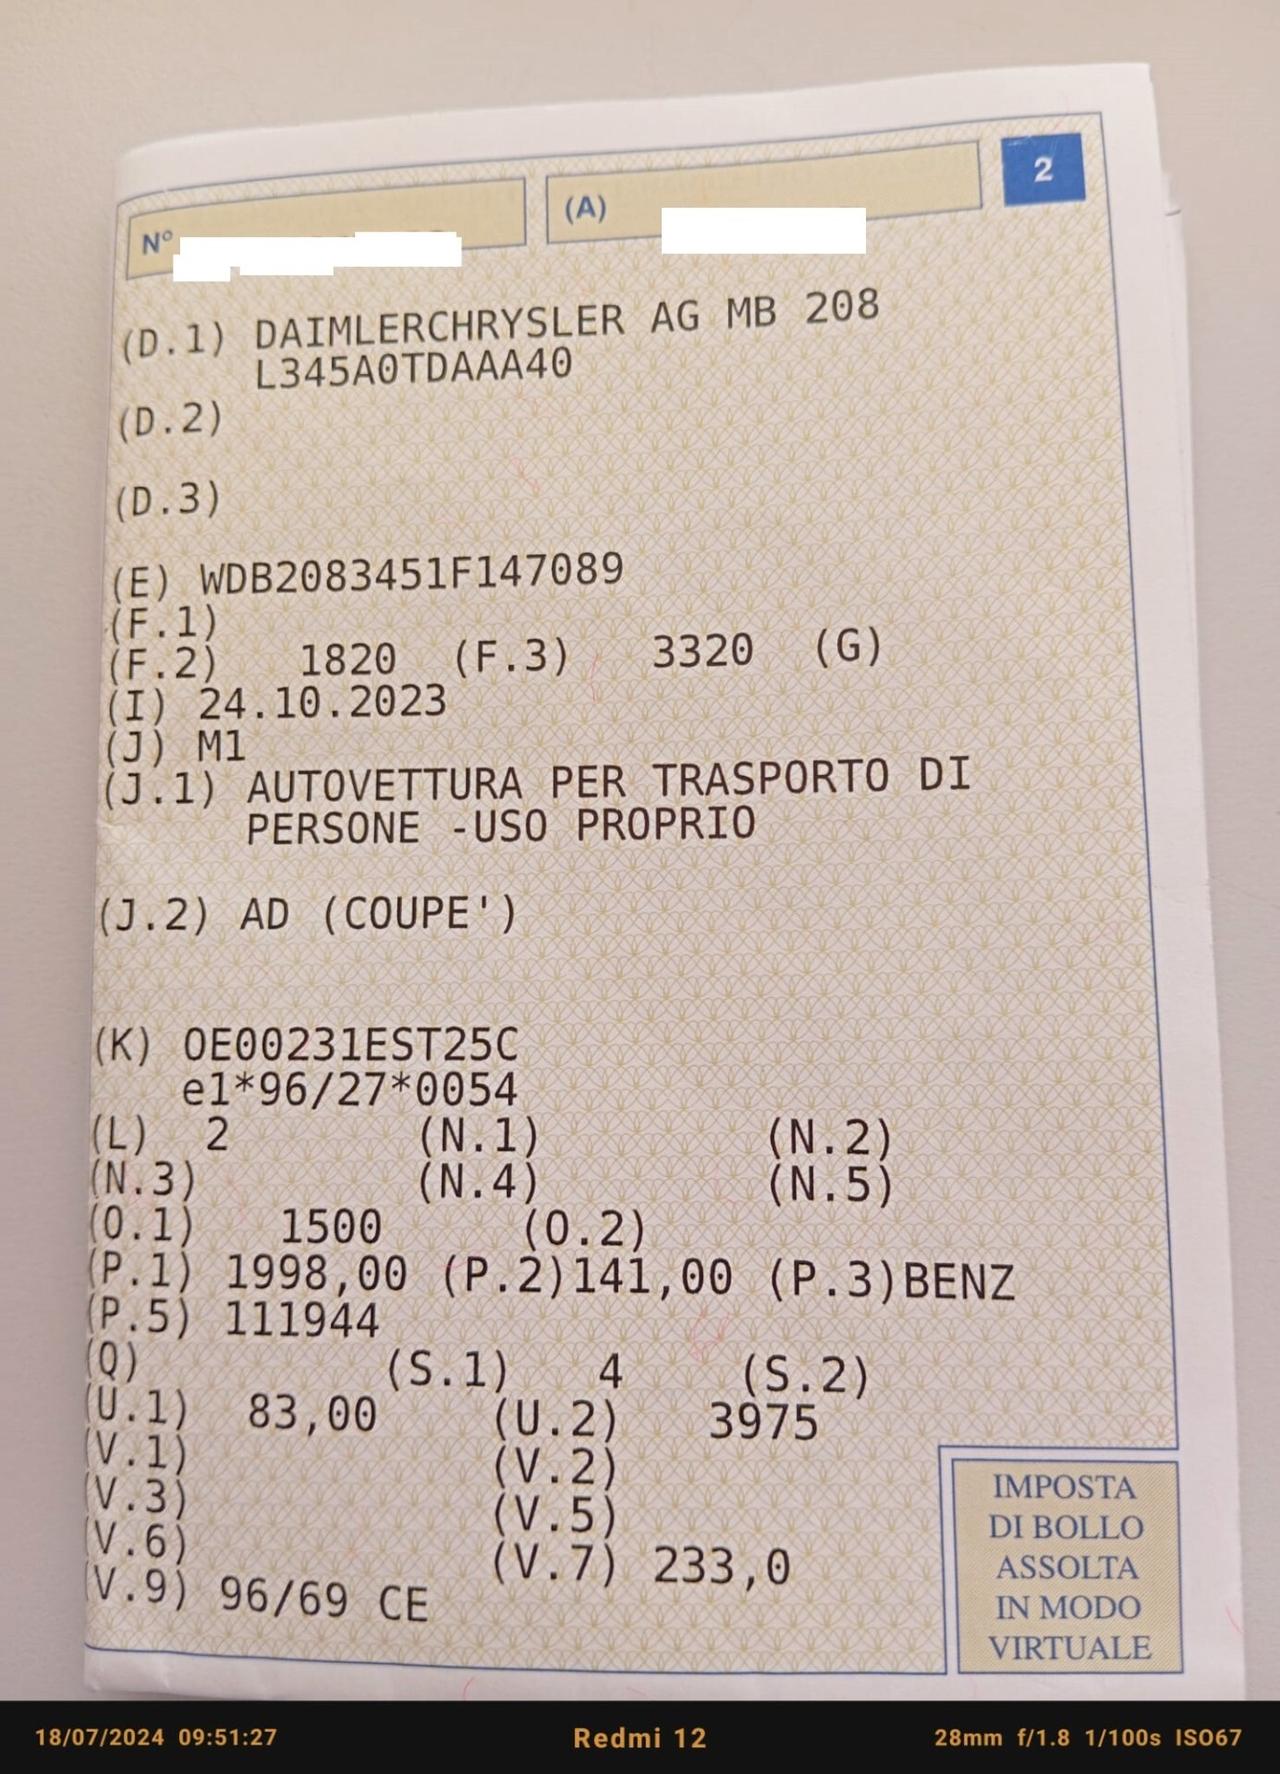 N° (A) 2
(D.1) DAIMLERCHRYSLER AG MB 208
L345A0TDAAA40
(D.2)
(D.3)
(E) WDB2083451F147089
(F.1)
(F.2) 1820 (F.3) 3320 (G)
(I) 24.10.2023
(J) M1
(J.1) AUTOVETTURA PER TRASPORTO DI
PERSONE -USO PROPRIO
(J.2) AD (COUPE')
(K) OE00231EST25C
e1*96/27*0054
(L) 2 (N.1) (N.2)
(N.3) (N.4) (N.5)
(O.1) 1500 (O.2)
(P.1) 1998,00 (P.2)141,00 (P.3)BENZ
(P.5) 111944
(Q) (S.1) 4 (S.2)
(U.1) 83,00 (U.2) 3975
(V.1) (V.2)
(V.3) (V.5)
(V.6) (V.7) 233,0
(V.9) 96/69 CE
IMPOSTA
DI BOLLO
ASSOLTA
IN MODO
VIRTUALE
18/07/2024 09:51:27 Redmi 12 28mm f/1.8 1/100s ISO67